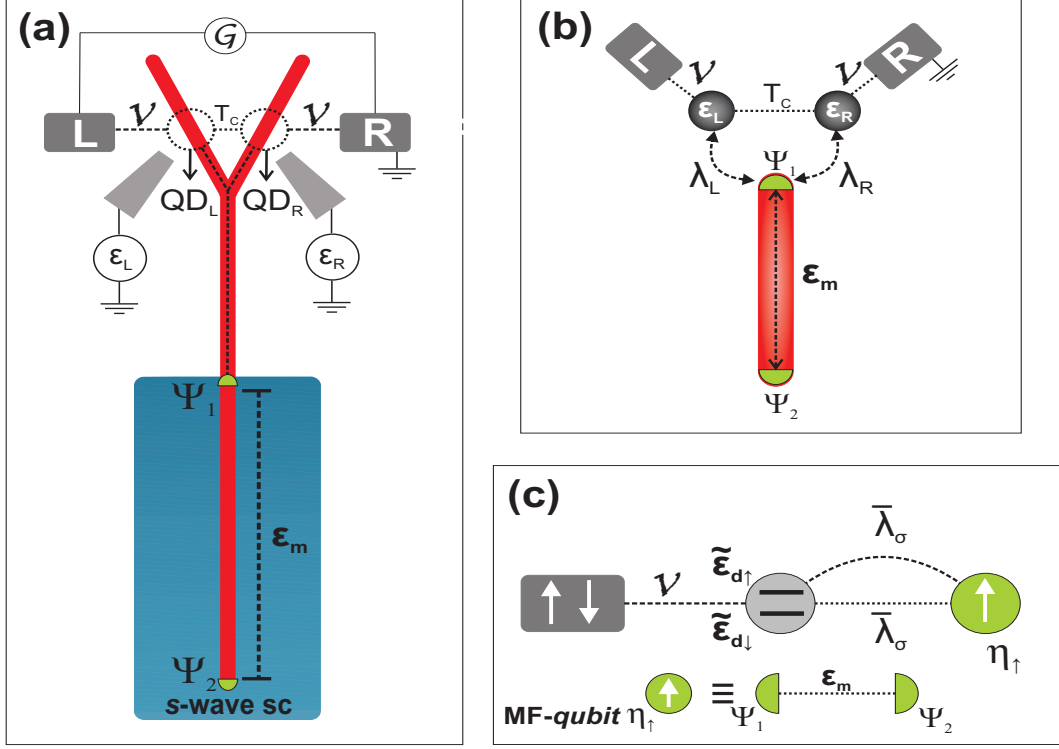 (a)
G
L
ν
T_C
ν
R
QD_L
QD_R
ε_L
ε_R
Ψ_1
ε_m
Ψ_2
s-wave sc
(b)
L
ν
T_C
ν
R
ε_L
ε_R
λ_L
Ψ_1
λ_R
ε_m
Ψ_2
(c)
ν
ε̃_d↑
ε̃_d↓
λ̄_σ
λ̄_σ
η_↑
MF-qubit η_↑ ≡ Ψ_1 ε_m Ψ_2